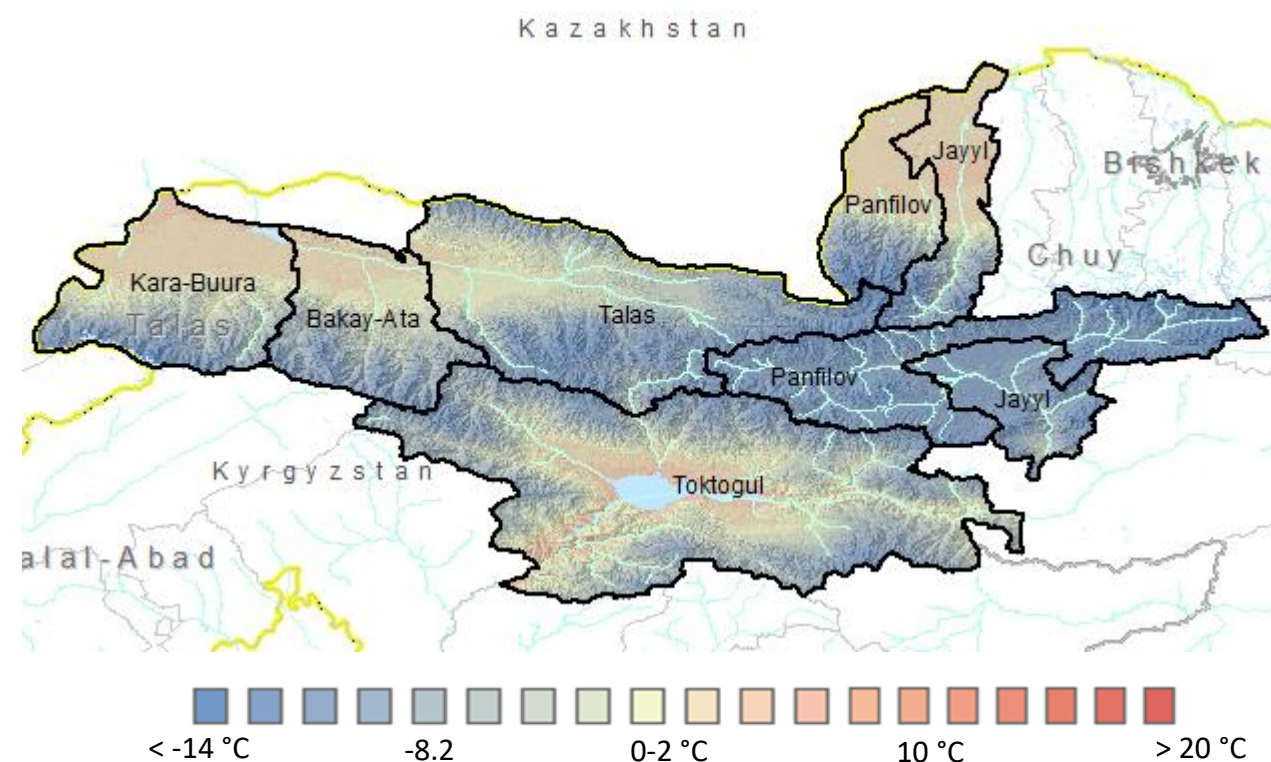 Kazakhstan
Jayyl
Bishkek
Panfilov
Chuy
Kara-Buura
Talas
Bakay-Ata
Talas
Panfilov
Jayyl
Kyrgyzstan
Toktogul
alal-Abad
< -14 °C
-8.2
0-2 °C
10 °C
> 20 °C